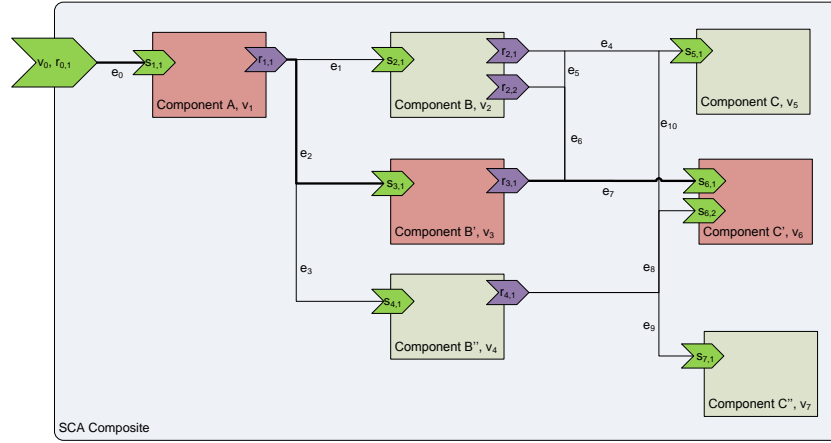 v0, r0,1
e0
s1,1
r1,1
Component A, v1
e1
s2,1
r2,1
r2,2
Component B, v2
e4
e5
e6
e10
s5,1
Component C, v5
e2
s3,1
r3,1
Component B', v3
e7
s6,1
s6,2
Component C', v6
e3
s4,1
r4,1
Component B'', v4
e8
e9
s7,1
Component C'', v7
SCA Composite